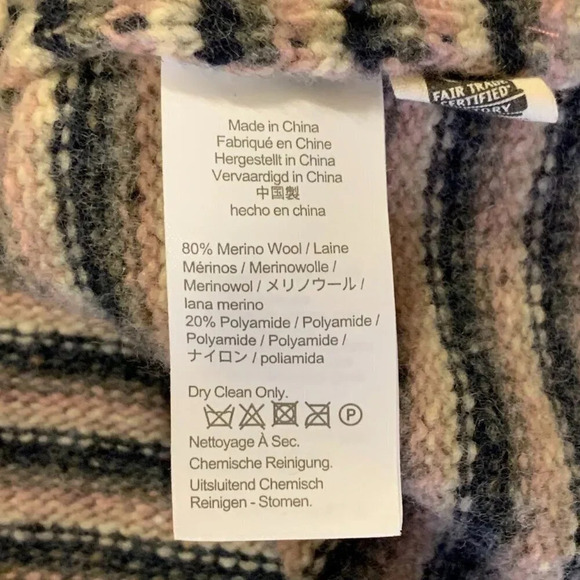 FAIR TRADE
CERTIFIED
Made in China
Fabriqué en Chine
Hergestellt in China
Vervaardigd in China
中国製
hecho en china
80% Merino Wool / Laine
Mérinos / Merinowolle /
Merinowol / メリノウール /
lana merino
20% Polyamide / Polyamide /
Polyamide / Polyamide /
ナイロン / poliamida
Dry Clean Only.
P
Nettoyage À Sec.
Chemische Reinigung.
Uitsluitend Chemisch
Reinigen - Stomen.